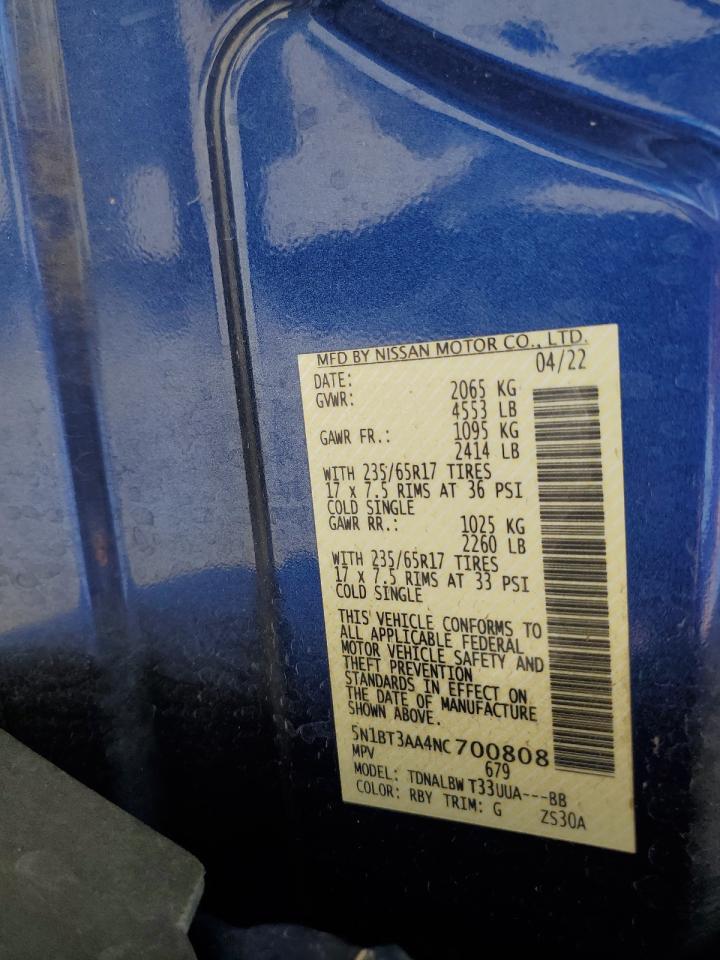 MFD BY NISSAN MOTOR CO., LTD.
DATE: 04/22
GVWR: 2065 KG
4553 LB
GAWR FR.: 1095 KG
2414 LB
WITH 235/65R17 TIRES
17 x 7.5 RIMS AT 36 PSI
COLD SINGLE
GAWR RR.: 1025 KG
2260 LB
WITH 235/65R17 TIRES
17 x 7.5 RIMS AT 33 PSI
COLD SINGLE
THIS VEHICLE CONFORMS TO
ALL APPLICABLE FEDERAL
MOTOR VEHICLE SAFETY AND
THEFT PREVENTION
STANDARDS IN EFFECT ON
THE DATE OF MANUFACTURE
SHOWN ABOVE.
5N1BT3AA4NC700808
MPV 679
MODEL: TDNALBW T33UUA---BB
COLOR: RBY TRIM: G ZS30A